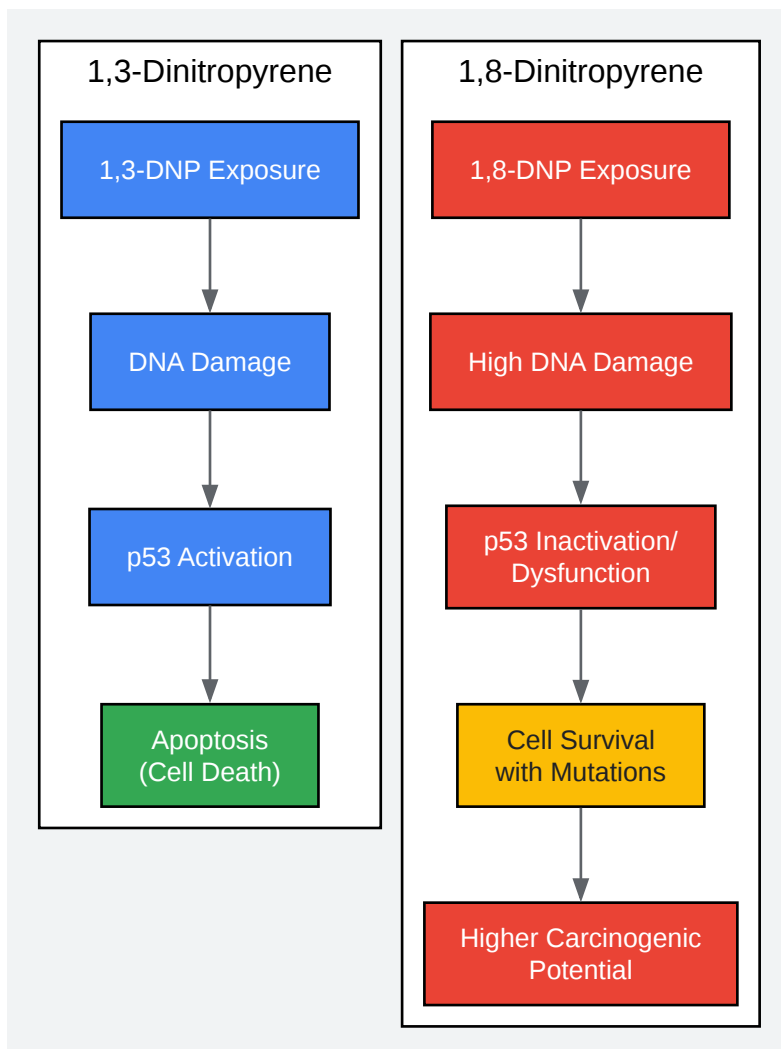 1,3-Dinitropyrene
1,3-DNP Exposure
DNA Damage
p53 Activation
Apoptosis
(Cell Death)
1,8-Dinitropyrene
1,8-DNP Exposure
High DNA Damage
p53 Inactivation/
Dysfunction
Cell Survival
with Mutations
Higher Carcinogenic
Potential